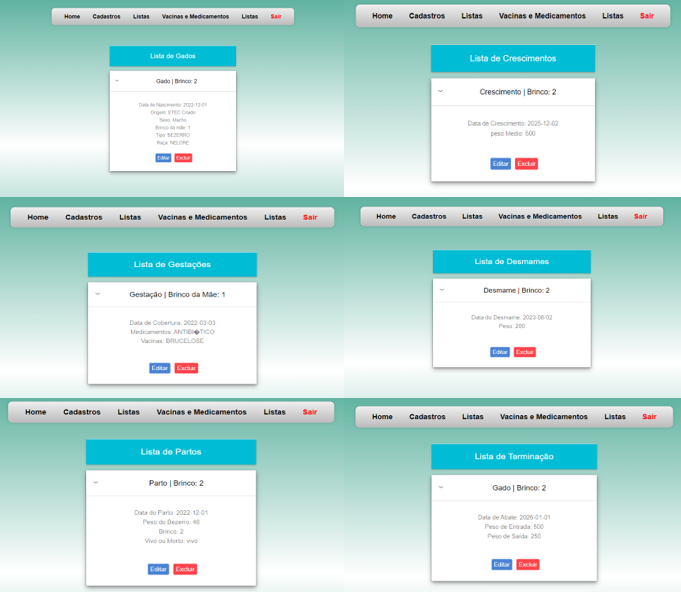 Home Cadastros Listas Vacinas e Medicamentos Listas Sair
Lista de Gados
Gado | Brinco: 2
Data de Nascimento: 2022-12-01
Origem: ETEC Criado
Sexo: Macho
Brinco da mãe: 1
Tipo: BEZERRO
Raça: NELORE
Editar Excluir
Home Cadastros Listas Vacinas e Medicamentos Listas Sair
Lista de Crescimentos
Crescimento | Brinco: 2
Data de Crescimento: 2025-12-02
peso Medio: 500
Editar Excluir
Home Cadastros Listas Vacinas e Medicamentos Listas Sair
Lista de Gestações
Gestação | Brinco da Mãe: 1
Data de Cobertura: 2022-03-03
Medicamentos: ANTIBI�TICO
Vacinas: BRUCELOSE
Editar Excluir
Home Cadastros Listas Vacinas e Medicamentos Listas Sair
Lista de Desmames
Desmame | Brinco: 2
Data do Desmame: 2023-08-02
Peso: 200
Editar Excluir
Home Cadastros Listas Vacinas e Medicamentos Listas Sair
Lista de Partos
Parto | Brinco: 2
Data do Parto: 2022-12-01
Peso do Bezerro: 48
Brinco: 2
Vivo ou Morto: vivo
Editar Excluir
Home Cadastros Listas Vacinas e Medicamentos Listas Sair
Lista de Terminação
Gado | Brinco: 2
Data de Abate: 2026-01-01
Peso de Entrada: 500
Peso de Saída: 250
Editar Excluir